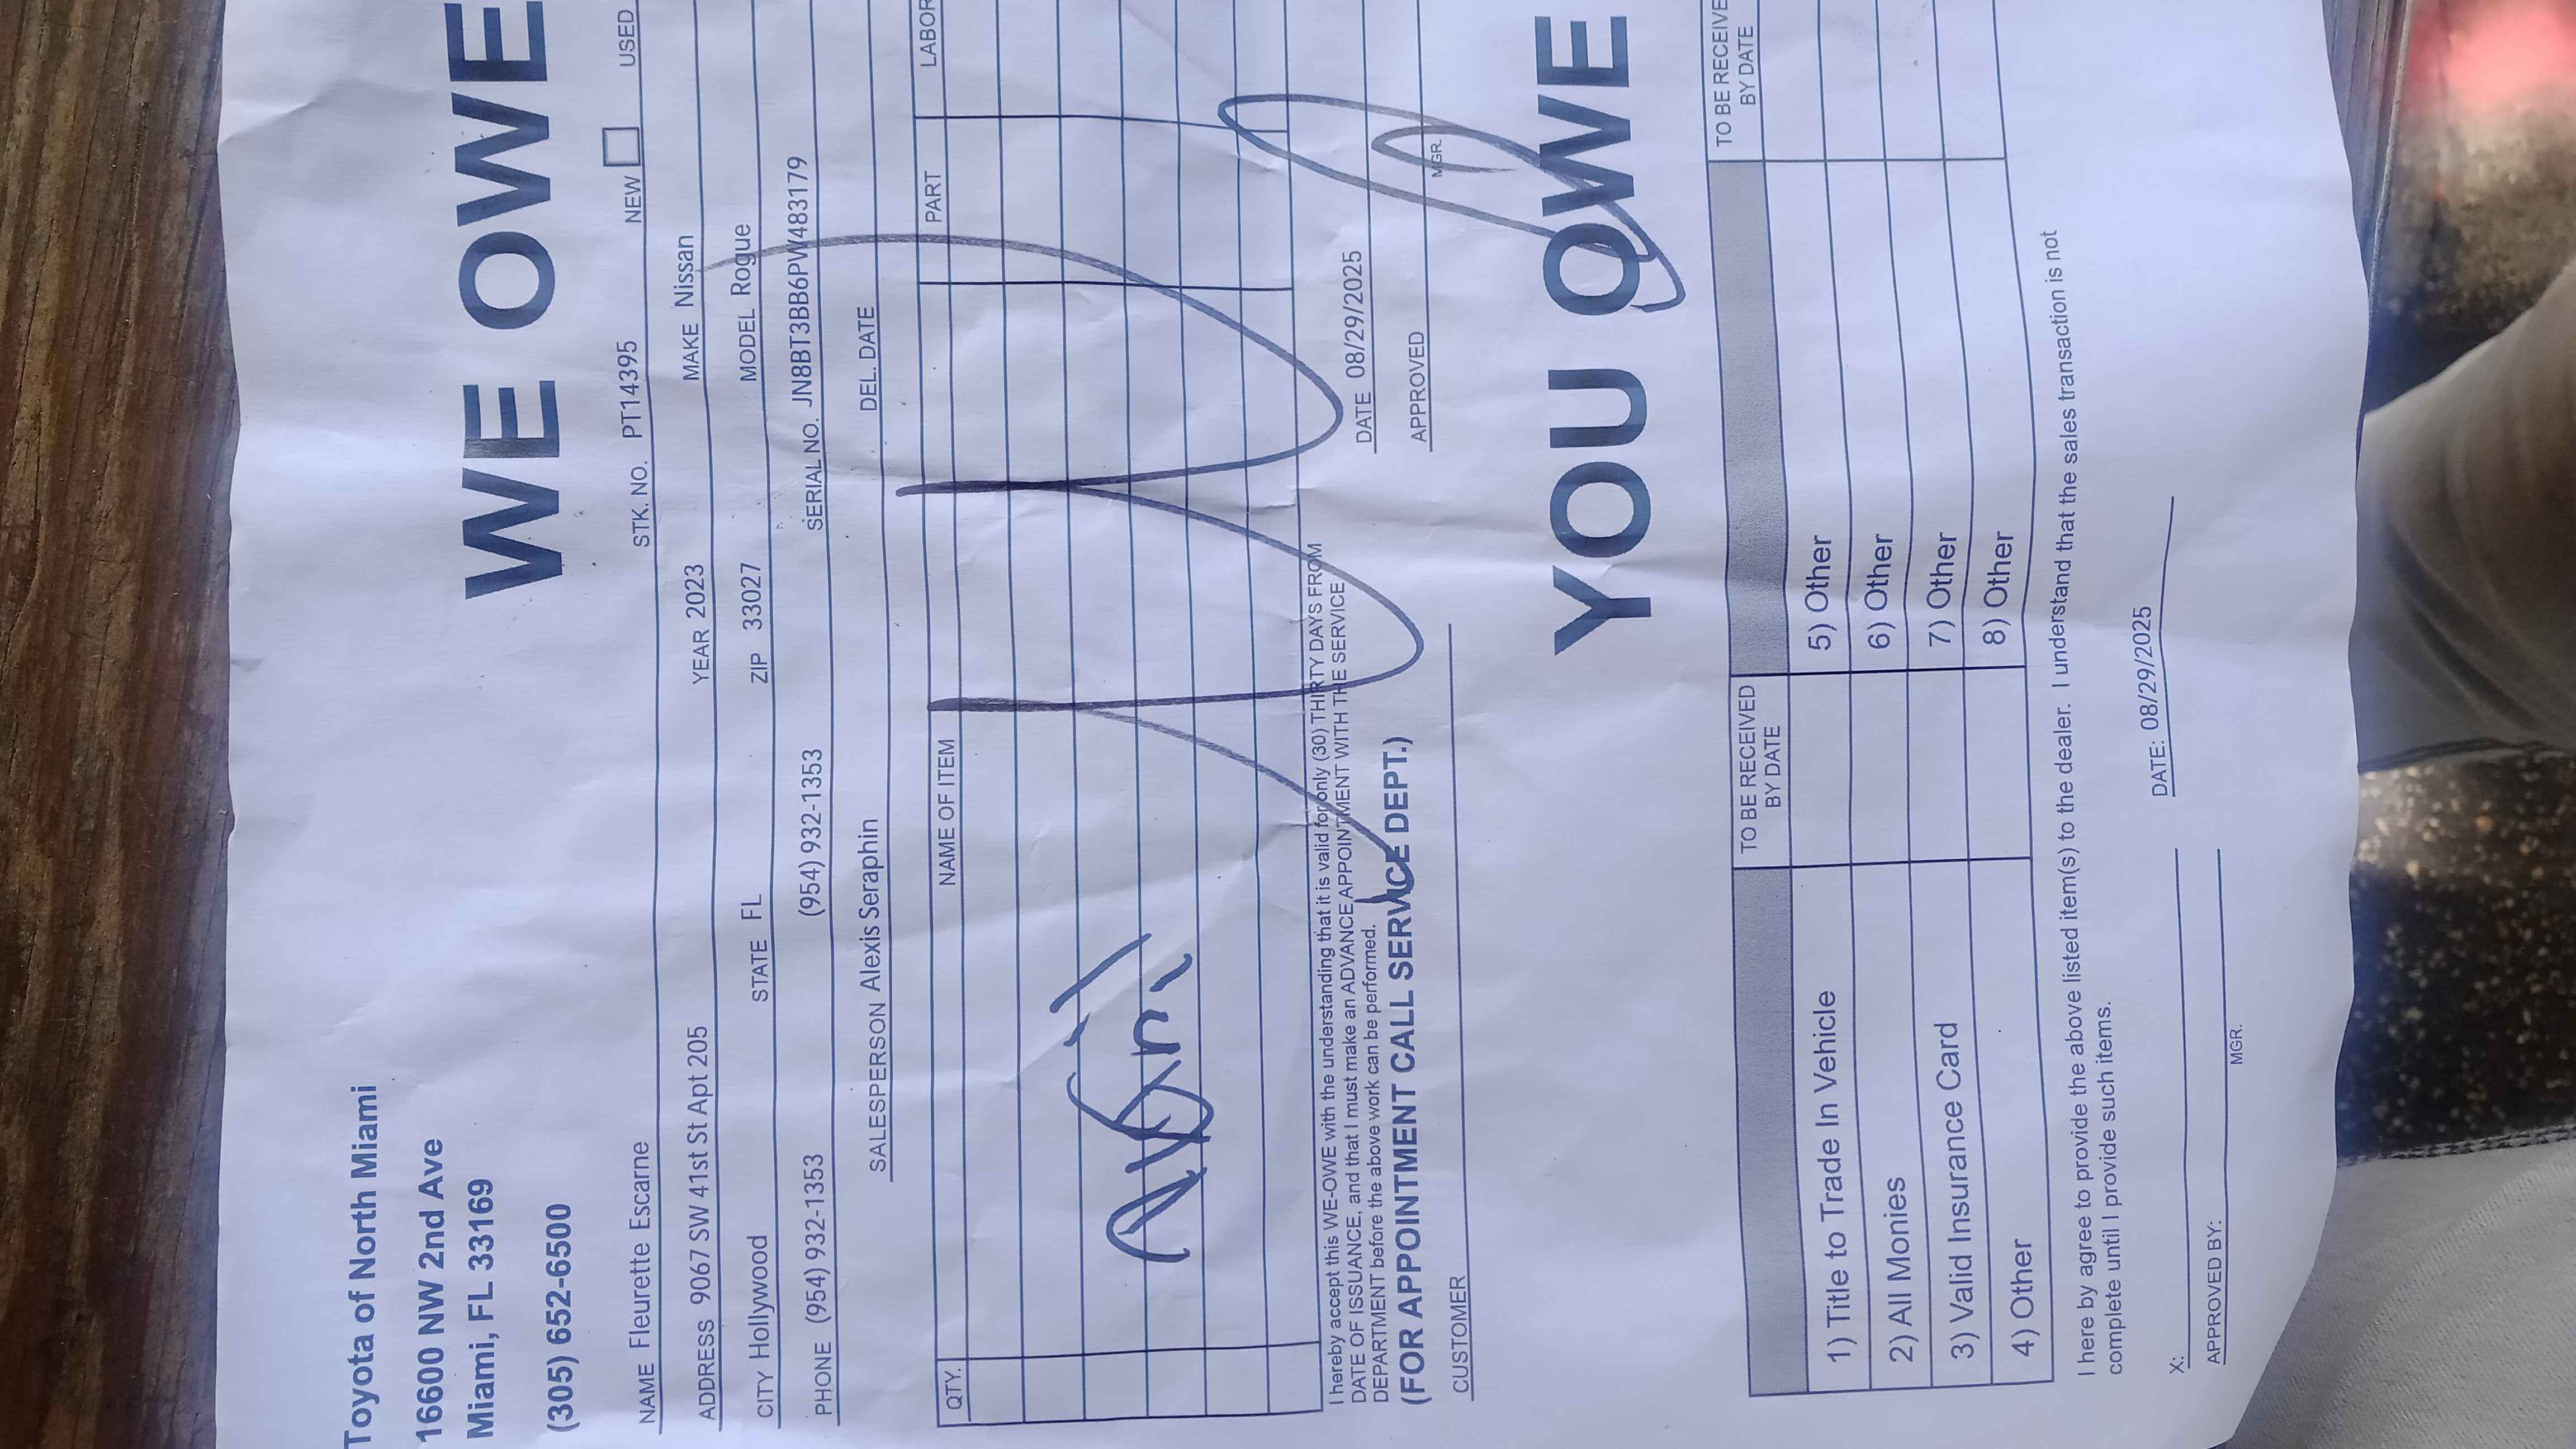 Toyota of North Miami
16600 NW 2nd Ave
Miami, FL 33169
(305) 652-6500
WE OWE
NAME Fleurette Escarne STK. NO. PT14395 NEW USED
ADDRESS 9067 SW 41st St Apt 205 YEAR 2023 MAKE Nissan
CITY Hollywood STATE FL ZIP 33027 MODEL Rogue
PHONE (954) 932-1353 (954) 932-1353 SERIAL NO. JN8BT3BB6PW483179
SALESPERSON Alexis Seraphin DEL. DATE
QTY. NAME OF ITEM PART LABOR
I hereby accept this WE-OWE with the understanding that it is valid for only (30) THIRTY DAYS FROM
DATE OF ISSUANCE, and that I must make an ADVANCE APPOINTMENT WITH THE SERVICE
DEPARTMENT before the above work can be performed.
(FOR APPOINTMENT CALL SERVICE DEPT.)
DATE 08/29/2025
CUSTOMER APPROVED
MGR.
YOU OWE
TO BE RECEIVED BY DATE TO BE RECEIVE
BY DATE
1) Title to Trade In Vehicle 5) Other
2) All Monies 6) Other
3) Valid Insurance Card 7) Other
4) Other 8) Other
I here by agree to provide the above listed item(s) to the dealer. I understand that the sales transaction is not
complete until I provide such items.
X: DATE: 08/29/2025
APPROVED BY:
MGR.